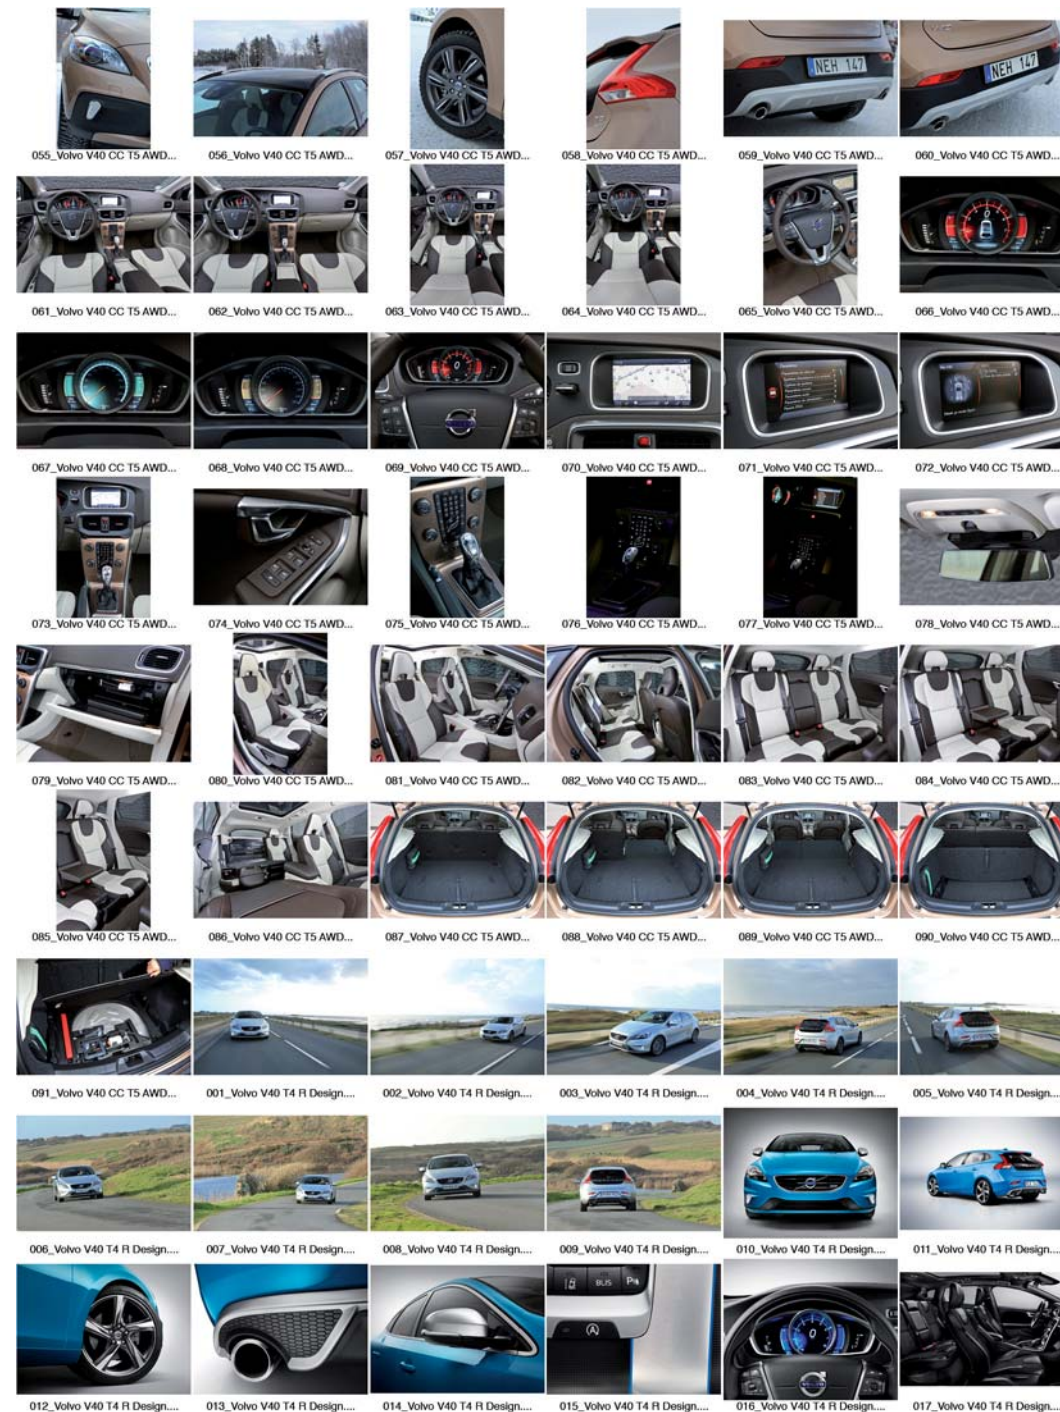 NEH 147
NEH 147
055_Volvo V40 CC T5 AWD...
056_Volvo V40 CC T5 AWD...
057_Volvo V40 CC T5 AWD...
058_Volvo V40 CC T5 AWD...
059_Volvo V40 CC T5 AWD...
060_Volvo V40 CC T5 AWD...
061_Volvo V40 CC T5 AWD...
062_Volvo V40 CC T5 AWD...
063_Volvo V40 CC T5 AWD...
064_Volvo V40 CC T5 AWD...
065_Volvo V40 CC T5 AWD...
066_Volvo V40 CC T5 AWD...
067_Volvo V40 CC T5 AWD...
068_Volvo V40 CC T5 AWD...
069_Volvo V40 CC T5 AWD...
070_Volvo V40 CC T5 AWD...
071_Volvo V40 CC T5 AWD...
072_Volvo V40 CC T5 AWD...
073_Volvo V40 CC T5 AWD...
074_Volvo V40 CC T5 AWD...
075_Volvo V40 CC T5 AWD...
076_Volvo V40 CC T5 AWD...
077_Volvo V40 CC T5 AWD...
078_Volvo V40 CC T5 AWD...
079_Volvo V40 CC T5 AWD...
080_Volvo V40 CC T5 AWD...
081_Volvo V40 CC T5 AWD...
082_Volvo V40 CC T5 AWD...
083_Volvo V40 CC T5 AWD...
084_Volvo V40 CC T5 AWD...
085_Volvo V40 CC T5 AWD...
086_Volvo V40 CC T5 AWD...
087_Volvo V40 CC T5 AWD...
088_Volvo V40 CC T5 AWD...
089_Volvo V40 CC T5 AWD...
090_Volvo V40 CC T5 AWD...
091_Volvo V40 CC T5 AWD...
001_Volvo V40 T4 R Design....
002_Volvo V40 T4 R Design....
003_Volvo V40 T4 R Design....
004_Volvo V40 T4 R Design....
005_Volvo V40 T4 R Design....
006_Volvo V40 T4 R Design....
007_Volvo V40 T4 R Design....
008_Volvo V40 T4 R Design....
009_Volvo V40 T4 R Design....
010_Volvo V40 T4 R Design....
011_Volvo V40 T4 R Design....
BUS
012_Volvo V40 T4 R Design....
013_Volvo V40 T4 R Design....
014_Volvo V40 T4 R Design....
015_Volvo V40 T4 R Design....
016_Volvo V40 T4 R Design....
017_Volvo V40 T4 R Design....